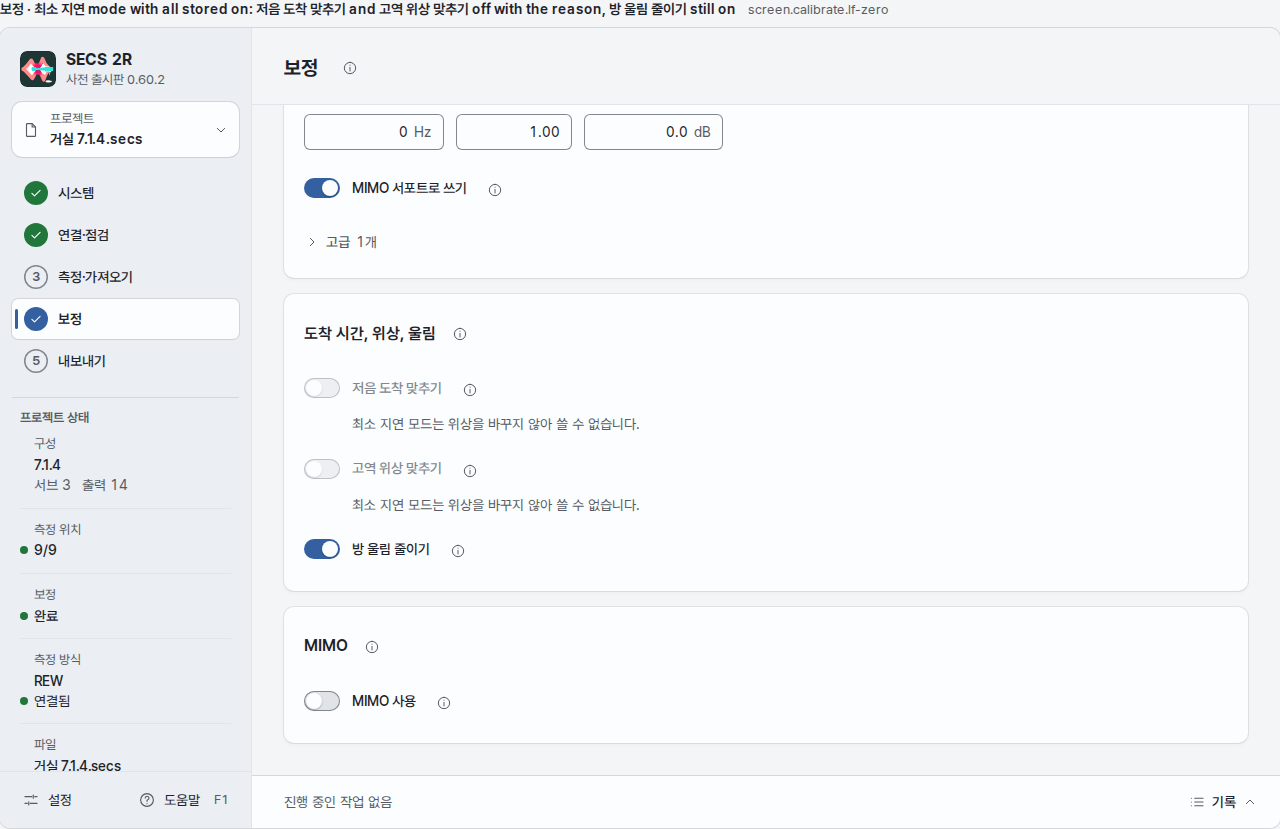 보정 · 최소 지연 mode with all stored on: 저음 도착 맞추기 and 고역 위상 맞추기 off with the reason, 방 울림 줄이기 still on screen.calibrate.lf-zero
SECS 2R
사전 출시판 0.60.2
프로젝트
거실 7.1.4.secs
시스템
연결·점검
3 측정·가져오기
보정
5 내보내기
프로젝트 상태
구성
7.1.4
서브 3 출력 14
측정 위치
9/9
보정
완료
측정 방식
REW
연결됨
파일
거실 7.1.4.secs
설정
도움말 F1
보정
0 Hz
1.00
0.0 dB
MIMO 서포트로 쓰기
고급 1개
도착 시간, 위상, 울림
저음 도착 맞추기
최소 지연 모드는 위상을 바꾸지 않아 쓸 수 없습니다.
고역 위상 맞추기
최소 지연 모드는 위상을 바꾸지 않아 쓸 수 없습니다.
방 울림 줄이기
MIMO
MIMO 사용
진행 중인 작업 없음
기록